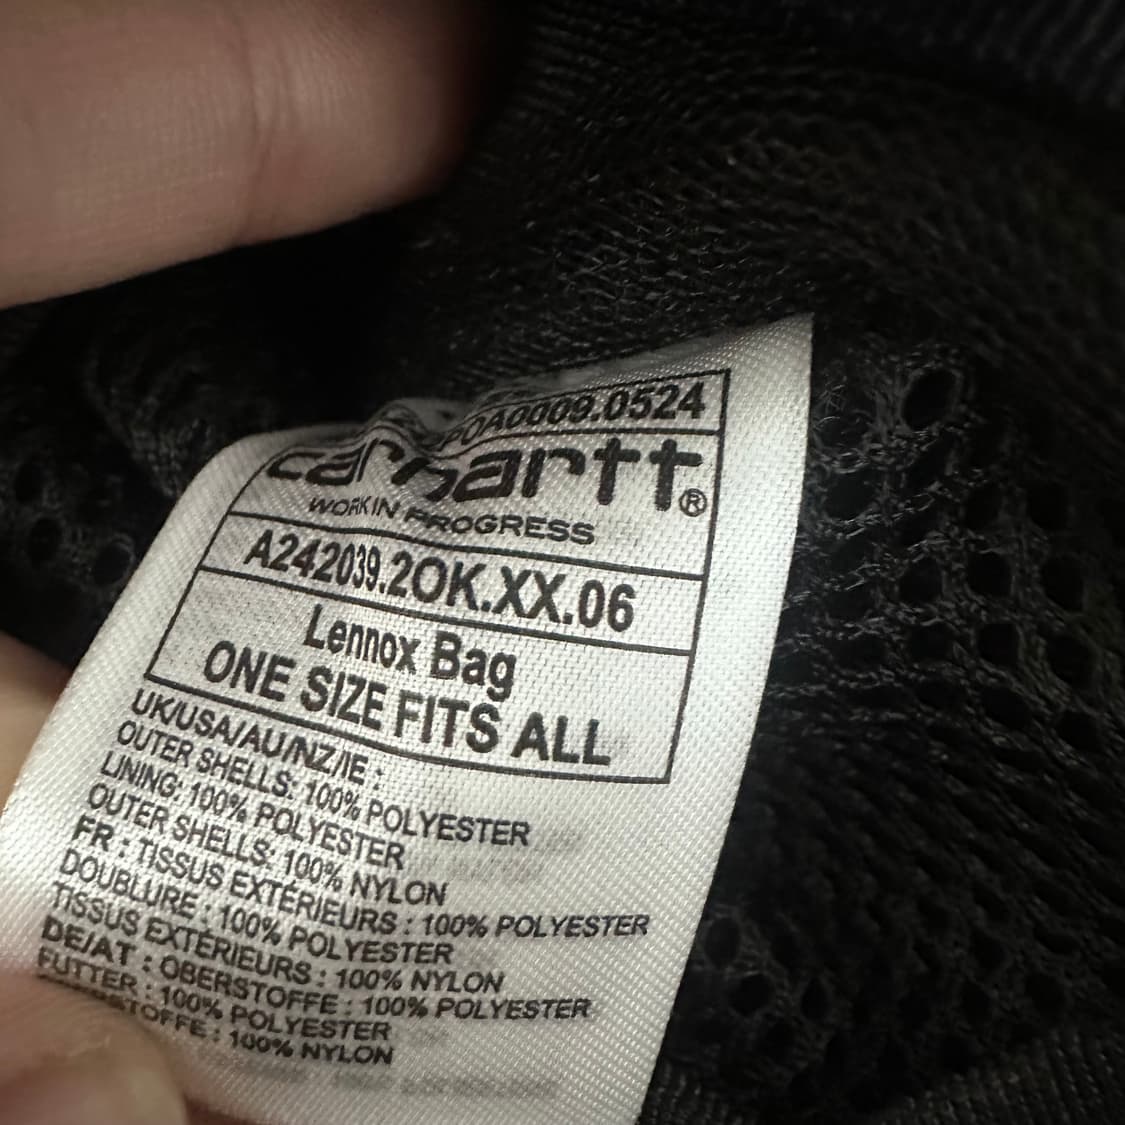 POA0009.0524
carhartt®
WORK IN PROGRESS
A242039.2OK.XX.06
Lennox Bag
ONE SIZE FITS ALL
UK/USA/AU/NZ/IE :
OUTER SHELLS: 100% POLYESTER
LINING: 100% POLYESTER
OUTER SHELLS: 100% NYLON
FR : TISSUS EXTÉRIEURS : 100% POLYESTER
DOUBLURE : 100% POLYESTER
TISSUS EXTÉRIEURS : 100% NYLON
DE/AT : OBERSTOFFE : 100% POLYESTER
FUTTER : 100% POLYESTER
100% NYLON